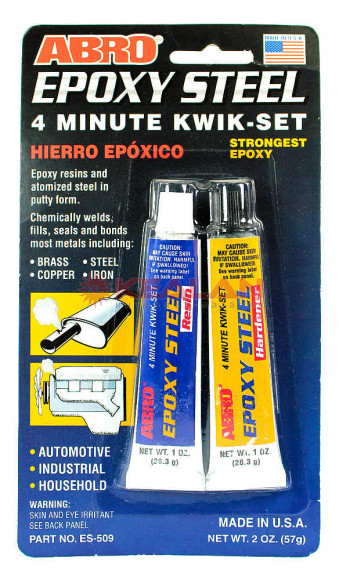 MADE IN U.S.A.
ABRO®
EPOXY STEEL
4 MINUTE KWIK-SET
HIERRO EPÓXICO
STRONGEST
EPOXY
Epoxy resins and
atomized steel in
putty form.
Chemically welds,
fills, seals and bonds
most metals including:
• BRASS • STEEL
• COPPER • IRON
CAUTION:
MAY CAUSE SKIN
IRRITATION, HARMFUL
IF SWALLOWED!
See warning label
on back panel.
ABRO
EPOXY STEEL
Resin
4 MINUTE KWIK-SET
NET WT. 1 OZ.
(28.3 g)
CAUTION:
MAY CAUSE SKIN
IRRITATION, HARMFUL
IF SWALLOWED!
See warning label
on back panel.
ABRO
EPOXY STEEL
Hardener
4 MINUTE KWIK-SET
NET WT. 1 OZ.
(28.3 g)
• AUTOMOTIVE
• INDUSTRIAL
• HOUSEHOLD
WARNING:
SKIN AND EYE IRRITANT
SEE BACK PANEL
PART NO. ES-509
MADE IN U.S.A.
NET WT. 2 OZ. (57g)